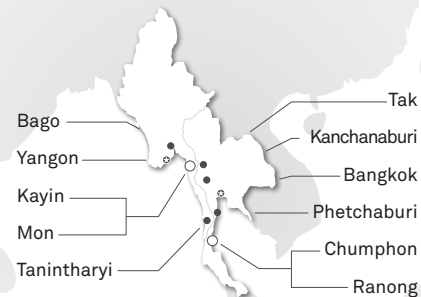 Bago
Yangon
Kayin
Mon
Tanintharyi
Tak
Kanchanaburi
Bangkok
Phetchaburi
Chumphon
Ranong